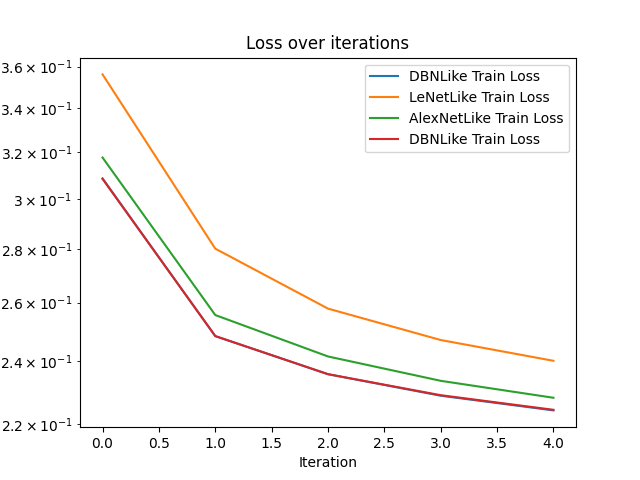 Loss over iterations
DBNLike Train Loss
LeNetLike Train Loss
AlexNetLike Train Loss
DBNLike Train Loss
3.6 × 10⁻¹
3.4 × 10⁻¹
3.2 × 10⁻¹
3 × 10⁻¹
2.8 × 10⁻¹
2.6 × 10⁻¹
2.4 × 10⁻¹
2.2 × 10⁻¹
0.0 0.5 1.0 1.5 2.0 2.5 3.0 3.5 4.0
Iteration